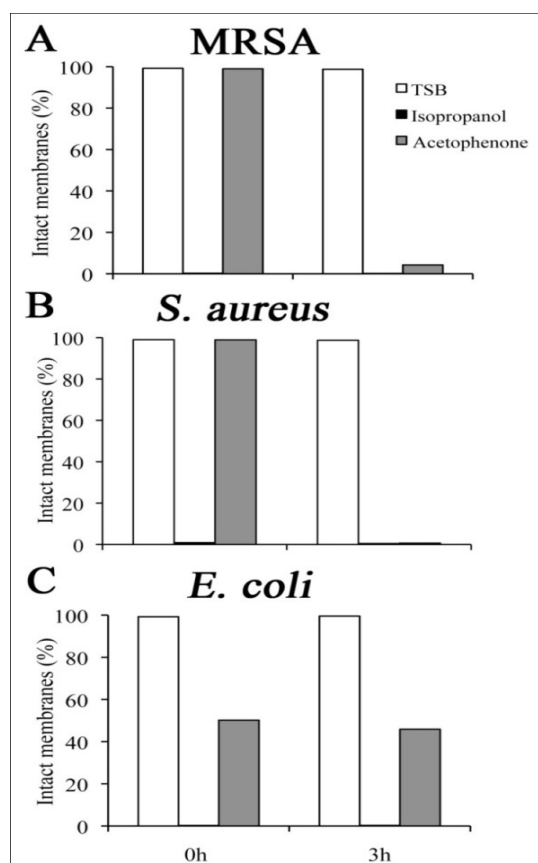 A
MRSA
Intact membranes (%)
100
80
60
40
20
0
TSB
Isopropanol
Acetophenone
B
S. aureus
Intact membranes (%)
100
80
60
40
20
0
C
E. coli
Intact membranes (%)
100
80
60
40
20
0
0h 3h